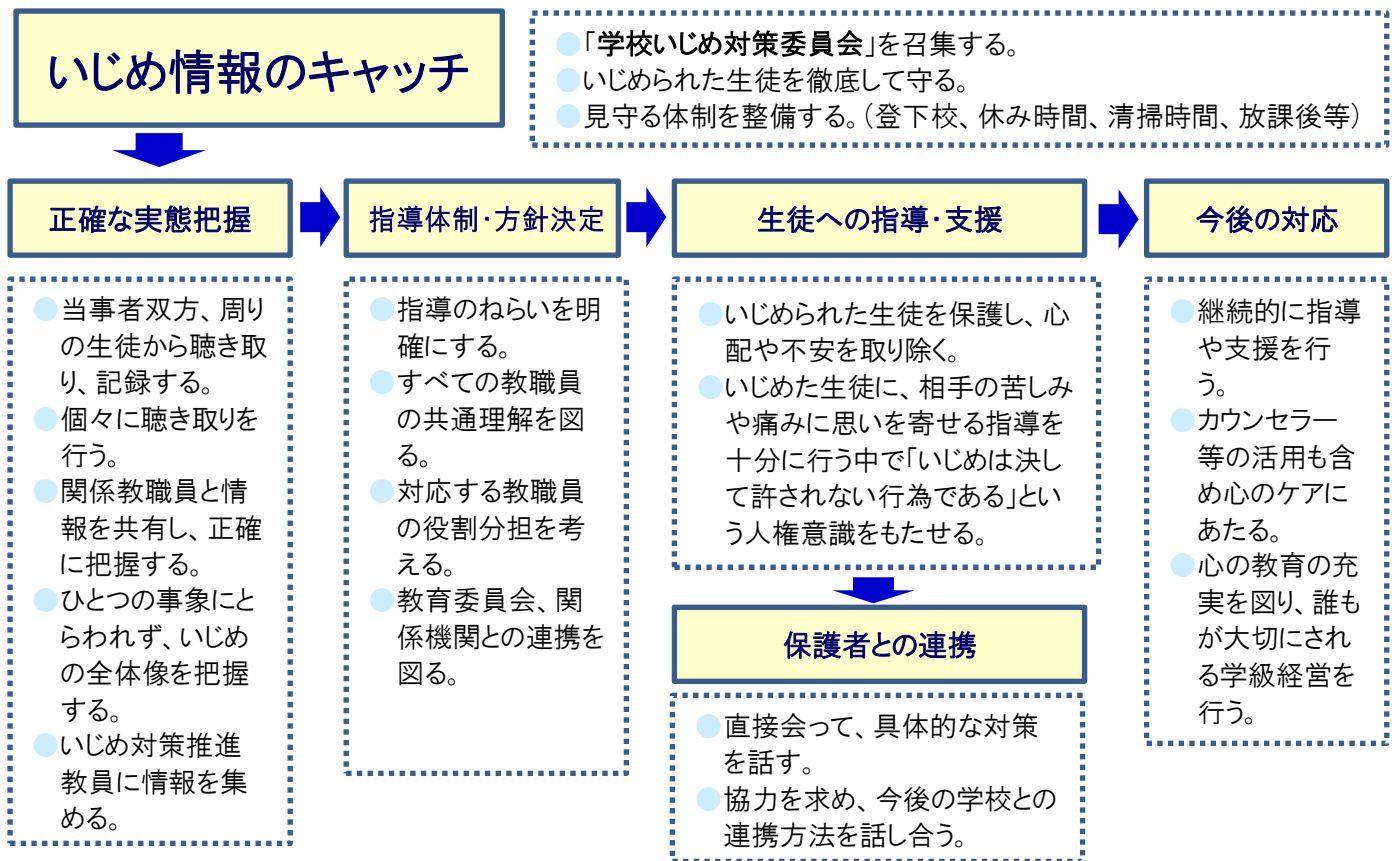 いじめ情報のキャッチ
●「学校いじめ対策委員会」を召集する。
●いじめられた生徒を徹底して守る。
●見守る体制を整備する。（登下校、休み時間、清掃時間、放課後等）
正確な実態把握
●当事者双方、周り
の生徒から聴き取
り、記録する。
●個々に聴き取りを
行う。
●関係教職員と情
報を共有し、正確
に把握する。
●ひとつの事象にと
らわれず、いじめ
の全体像を把握
する。
●いじめ対策推進
教員に情報を集
める。
指導体制・方針決定
●指導のねらいを明
確にする。
●すべての教職員
の共通理解を図
る。
●対応する教職員
の役割分担を考
える。
●教育委員会、関
係機関との連携を
図る。
生徒への指導・支援
●いじめられた生徒を保護し、心
配や不安を取り除く。
●いじめた生徒に、相手の苦しみ
や痛みに思いを寄せる指導を
十分に行う中で「いじめは決し
て許されない行為である」とい
う人権意識をもたせる。
保護者との連携
●直接会って、具体的な対策
を話す。
●協力を求め、今後の学校との
連携方法を話し合う。
今後の対応
●継続的に指導
や支援を行
う。
●カウンセラー
等の活用も含
め心のケアに
あたる。
●心の教育の充
実を図り、誰も
が大切にされ
る学級経営を
行う。